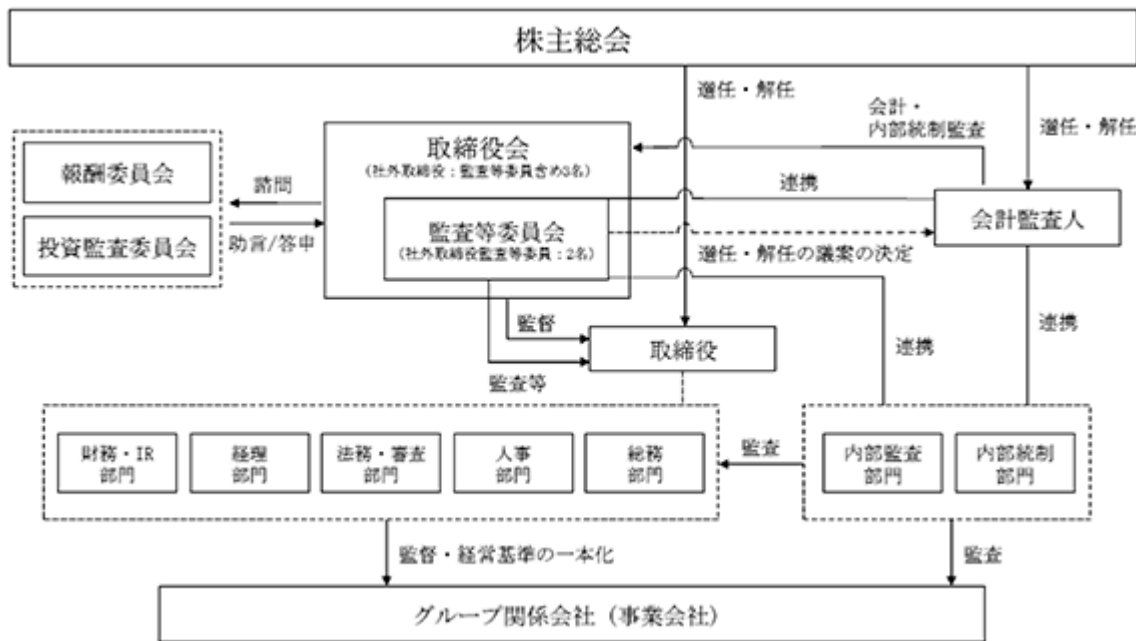 株主総会
選任・解任
会計・
内部統制監査
選任・解任
取締役会
(社外取締役:監査等委員含め3名)
報酬委員会
諮問
連携
投資監査委員会
助言/答申
監査等委員会
(社外取締役監査等委員:2名)
会計監査人
選任・解任の議案の決定
監督
取締役
連携
連携
監査等
財務・IR
部門
経理
部門
法務・審査
部門
人事
部門
総務
部門
監査
内部監査
部門
内部統制
部門
監督・経営基準の一本化
監査
グループ関係会社(事業会社)